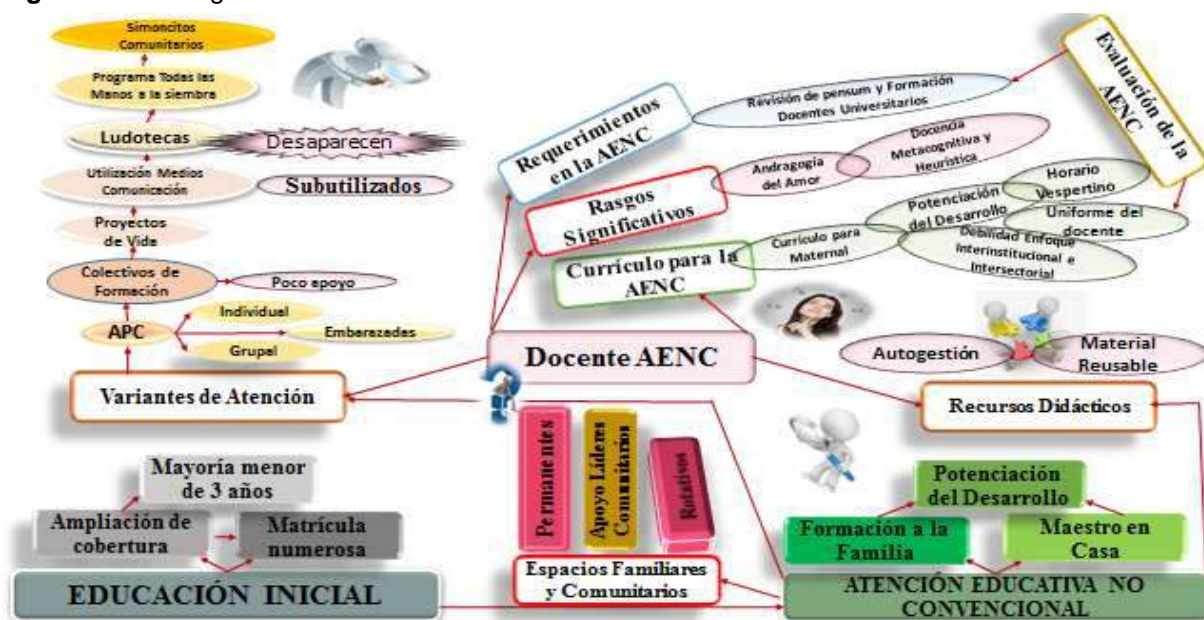 Simoncitos
Comunitarios
Programa Todas las
Manos a la siembra
Ludotecas
Desaparecen
Utilización Medios
Comunicación
Subutilizados
Proyectos
de Vida
Colectivos de
Formación
Poco apoyo
APC
Individual
Embarazadas
Grupal
Variantes de Atención
Requerimientos
en la AENC
Revisión de pensum y Formación
Docentes Universitarios
Evaluación de la
AENC
Rasgos
Significativos
Andragogía
del Amor
Docencia
Metacognitiva y
Heurística
Currículo para la
AENC
Currículo para
Maternal
Potenciación
del Desarrollo
Horario
Vespertino
Uniforme del
docente
Debilidad Enfoque
Interinstitucional e
Intersectorial
Docente AENC
Autogestión
Material
Reusable
Recursos Didácticos
Permanentes
Apoyo Líderes
Comunitarios
Rotativos
Espacios Familiares
y Comunitarios
Mayoría menor
de 3 años
Ampliación de
cobertura
Matrícula
numerosa
EDUCACIÓN INICIAL
Potenciación
del Desarrollo
Formación a la
Familia
Maestro en
Casa
ATENCIÓN EDUCATIVA NO
CONVENCIONAL